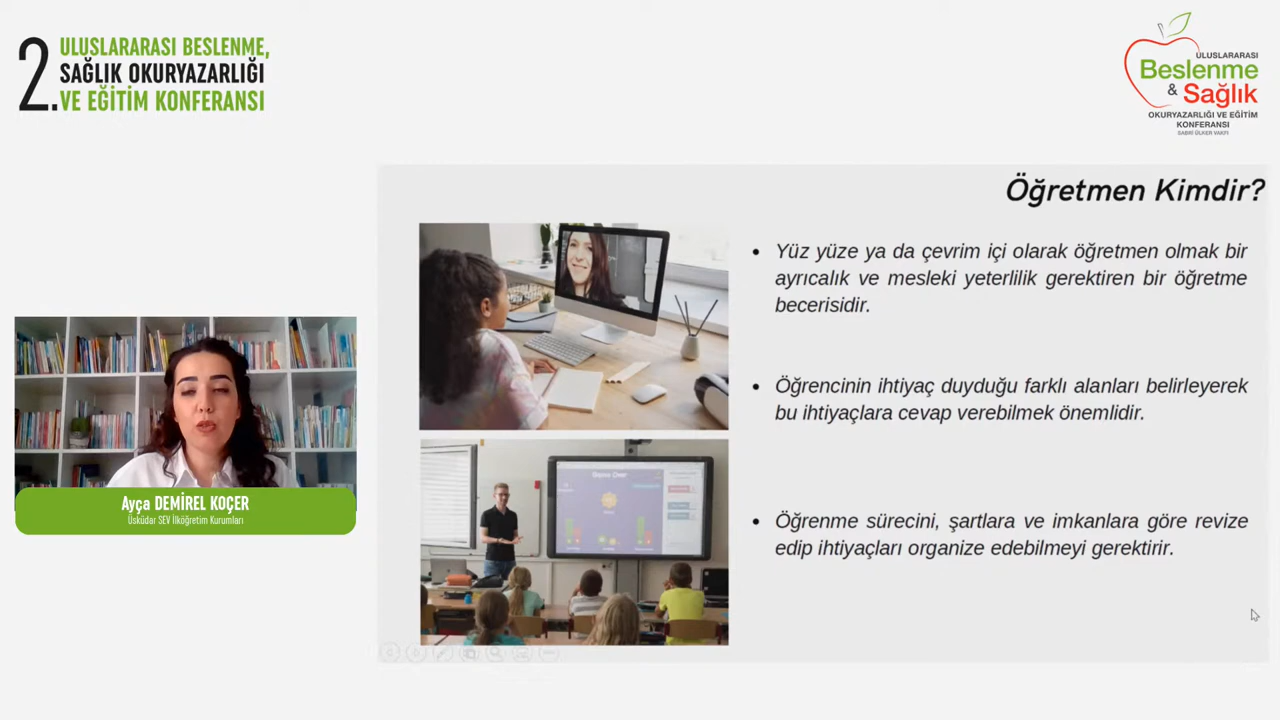 2.
ULUSLARARASI BESLENME,
SAĞLIK OKURYAZARLIĞI
VE EĞİTİM KONFERANSI
ULUSLARARASI
Beslenme
& Sağlık
OKURYAZARLIĞI VE EĞİTİM
KONFERANSI
SABRİ ÜLKER VAKFI
Öğretmen Kimdir?
• Yüz yüze ya da çevrim içi olarak öğretmen olmak bir
ayrıcalık ve mesleki yeterlilik gerektiren bir öğretme
becerisidir.
• Öğrencinin ihtiyaç duyduğu farklı alanları belirleyerek
bu ihtiyaçlara cevap verebilmek önemlidir.
• Öğrenme sürecini, şartlara ve imkanlara göre revize
edip ihtiyaçları organize edebilmeyi gerektirir.
Ayça DEMİREL KOÇER
Üsküdar SEV İlköğretim Kurumları